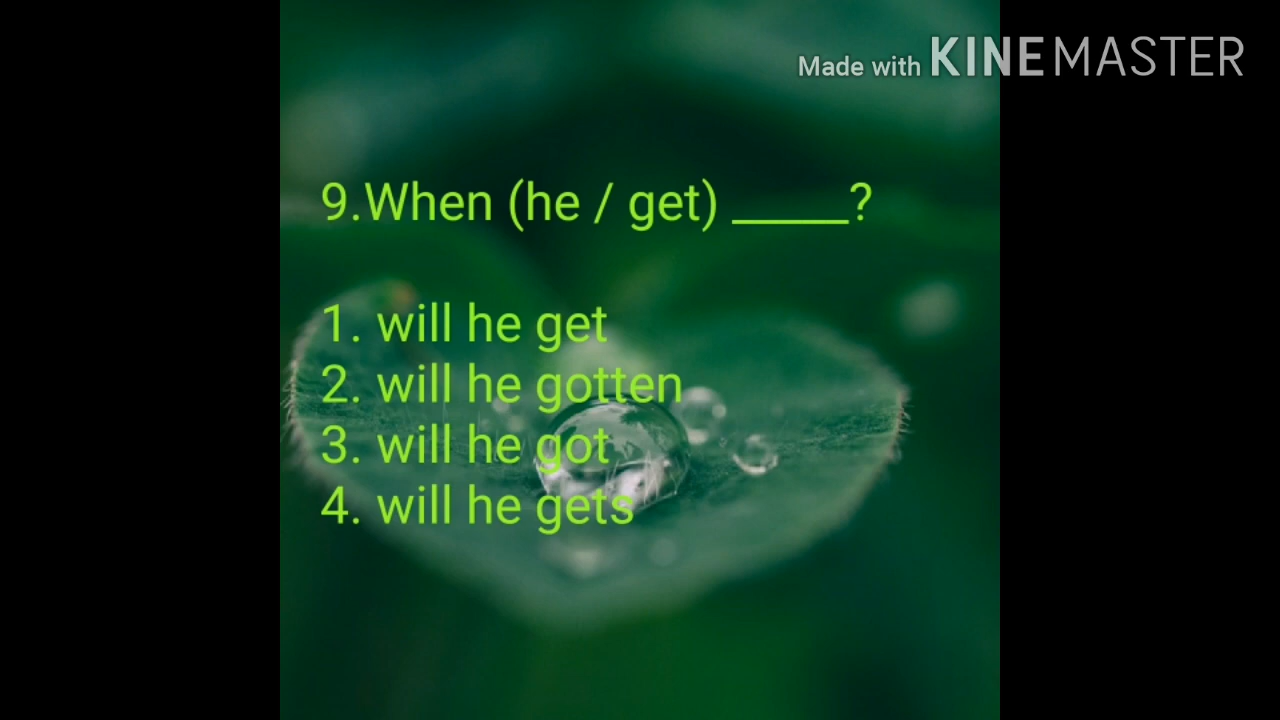 Made with KINEMASTER
9.When (he / get) _____?
1. will he get
2. will he gotten
3. will he got
4. will he gets